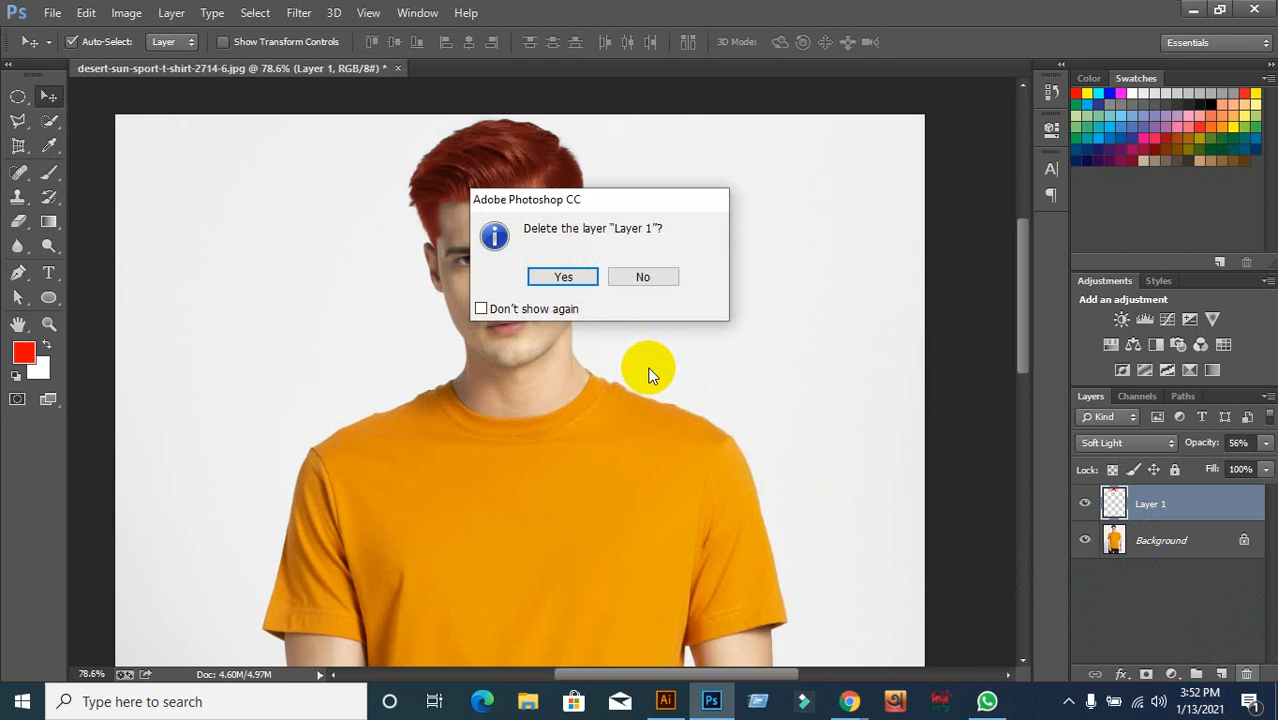 Ps File Edit Image Layer Type Select Filter 3D View Window Help
Auto-Select: Layer Show Transform Controls 3D Mode: Essentials
desert-sun-sport-t-shirt-2714-6.jpg @ 78.6% (Layer 1, RGB/8#) * ×
Color Swatches
Adobe Photoshop CC
Delete the layer “Layer 1”?
Yes No
Don't show again
Adjustments Styles
Add an adjustment
Layers Channels Paths
Kind
Soft Light Opacity: 56%
Lock: Fill: 100%
Layer 1
Background
78.6% Doc: 4.60M/4.97M
Type here to search
Ai Ps
3:52 PM
1/13/2021